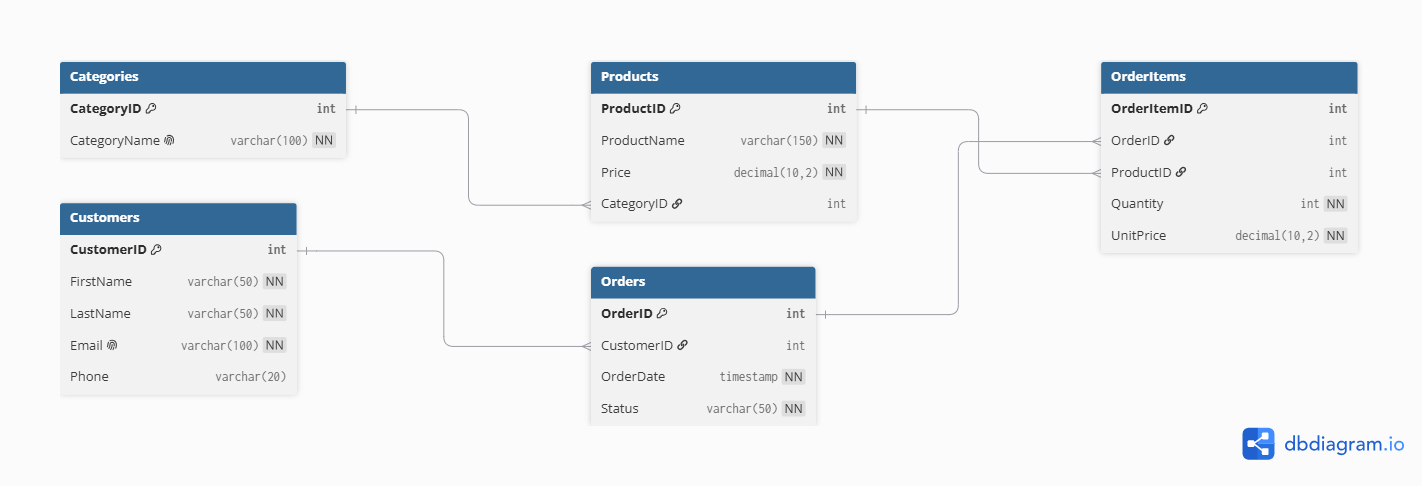 Categories
CategoryID int
CategoryName varchar(100) NN
Customers
CustomerID int
FirstName varchar(50) NN
LastName varchar(50) NN
Email varchar(100) NN
Phone varchar(20)
Products
ProductID int
ProductName varchar(150) NN
Price decimal(10,2) NN
CategoryID int
Orders
OrderID int
CustomerID int
OrderDate timestamp NN
Status varchar(50) NN
OrderItems
OrderItemID int
OrderID int
ProductID int
Quantity int NN
UnitPrice decimal(10,2) NN
dbdiagram.io